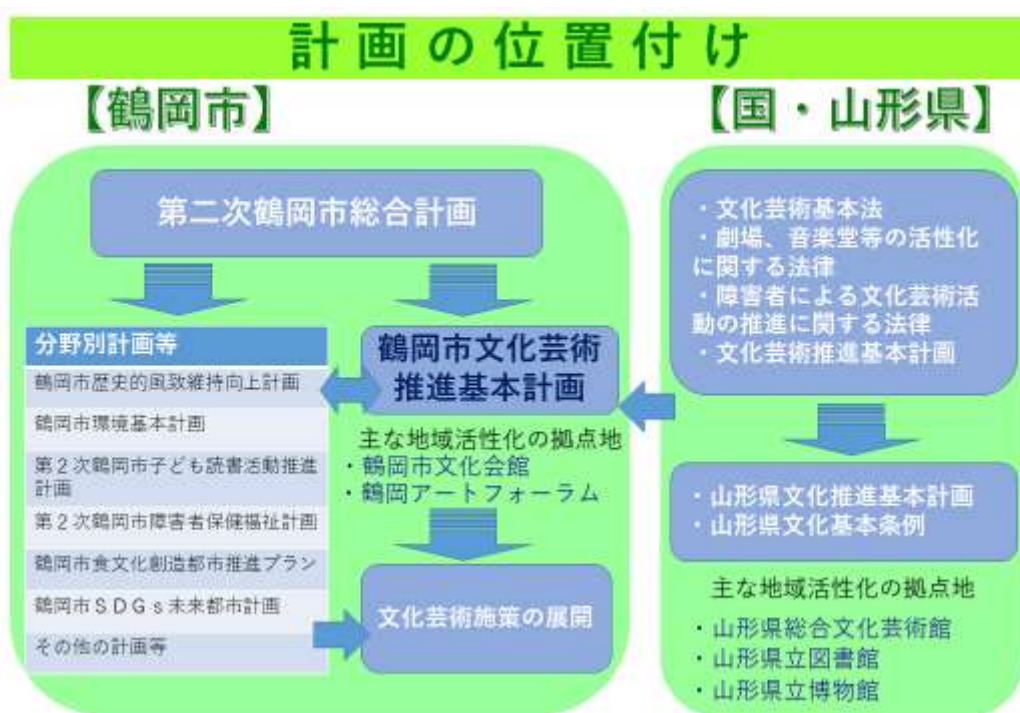 計画の位置付け
【鶴岡市】
第二次鶴岡市総合計画
分野別計画等
鶴岡市歴史的風致維持向上計画
鶴岡市環境基本計画
第2次鶴岡市子ども読書活動推進
計画
第2次鶴岡市障害者保健福祉計画
鶴岡市食文化創造都市推進プラン
鶴岡市SDGs未来都市計画
その他の計画等
鶴岡市文化芸術
推進基本計画
主な地域活性化の拠点地
・鶴岡市文化会館
・鶴岡アートフォーラム
文化芸術施策の展開
【国・山形県】
・文化芸術基本法
・劇場、音楽堂等の活性化
に関する法律
・障害者による文化芸術活
動の推進に関する法律
・文化芸術推進基本計画
・山形県文化推進基本計画
・山形県文化基本条例
主な地域活性化の拠点地
・山形県総合文化芸術館
・山形県立図書館
・山形県立博物館